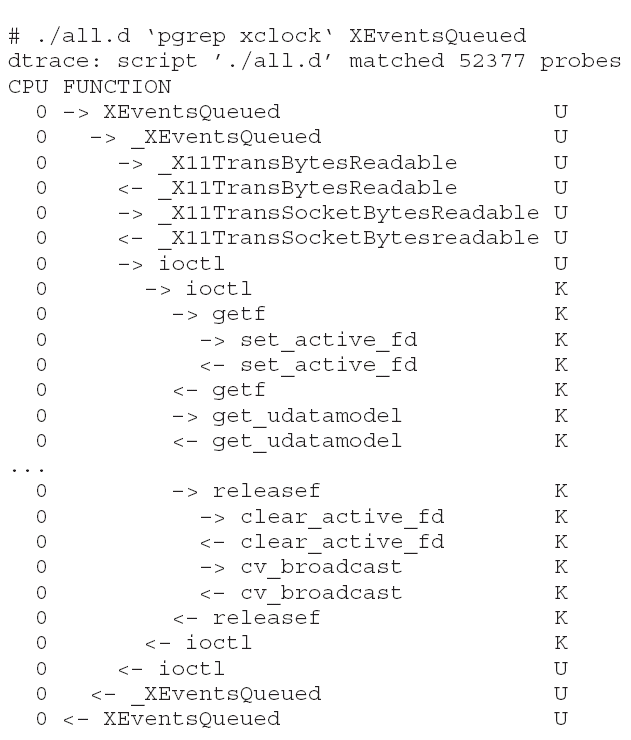 # ./all.d ‘pgrep xclock‘ XEventsQueued
dtrace: script ’./all.d’ matched 52377 probes
CPU FUNCTION
0 -> XEventsQueued U
0 -> _XEventsQueued U
0 -> _X11TransBytesReadable U
0 <- _X11TransBytesReadable U
0 -> _X11TransSocketBytesReadable U
0 <- _X11TransSocketBytesreadable U
0 -> ioctl U
0 -> ioctl K
0 -> getf K
0 -> set_active_fd K
0 <- set_active_fd K
0 <- getf K
0 -> get_udatamodel K
0 <- get_udatamodel K
...
0 -> releasef K
0 -> clear_active_fd K
0 <- clear_active_fd K
0 -> cv_broadcast K
0 <- cv_broadcast K
0 <- releasef K
0 <- ioctl K
0 <- ioctl U
0 <- _XEventsQueued U
0 <- XEventsQueued U